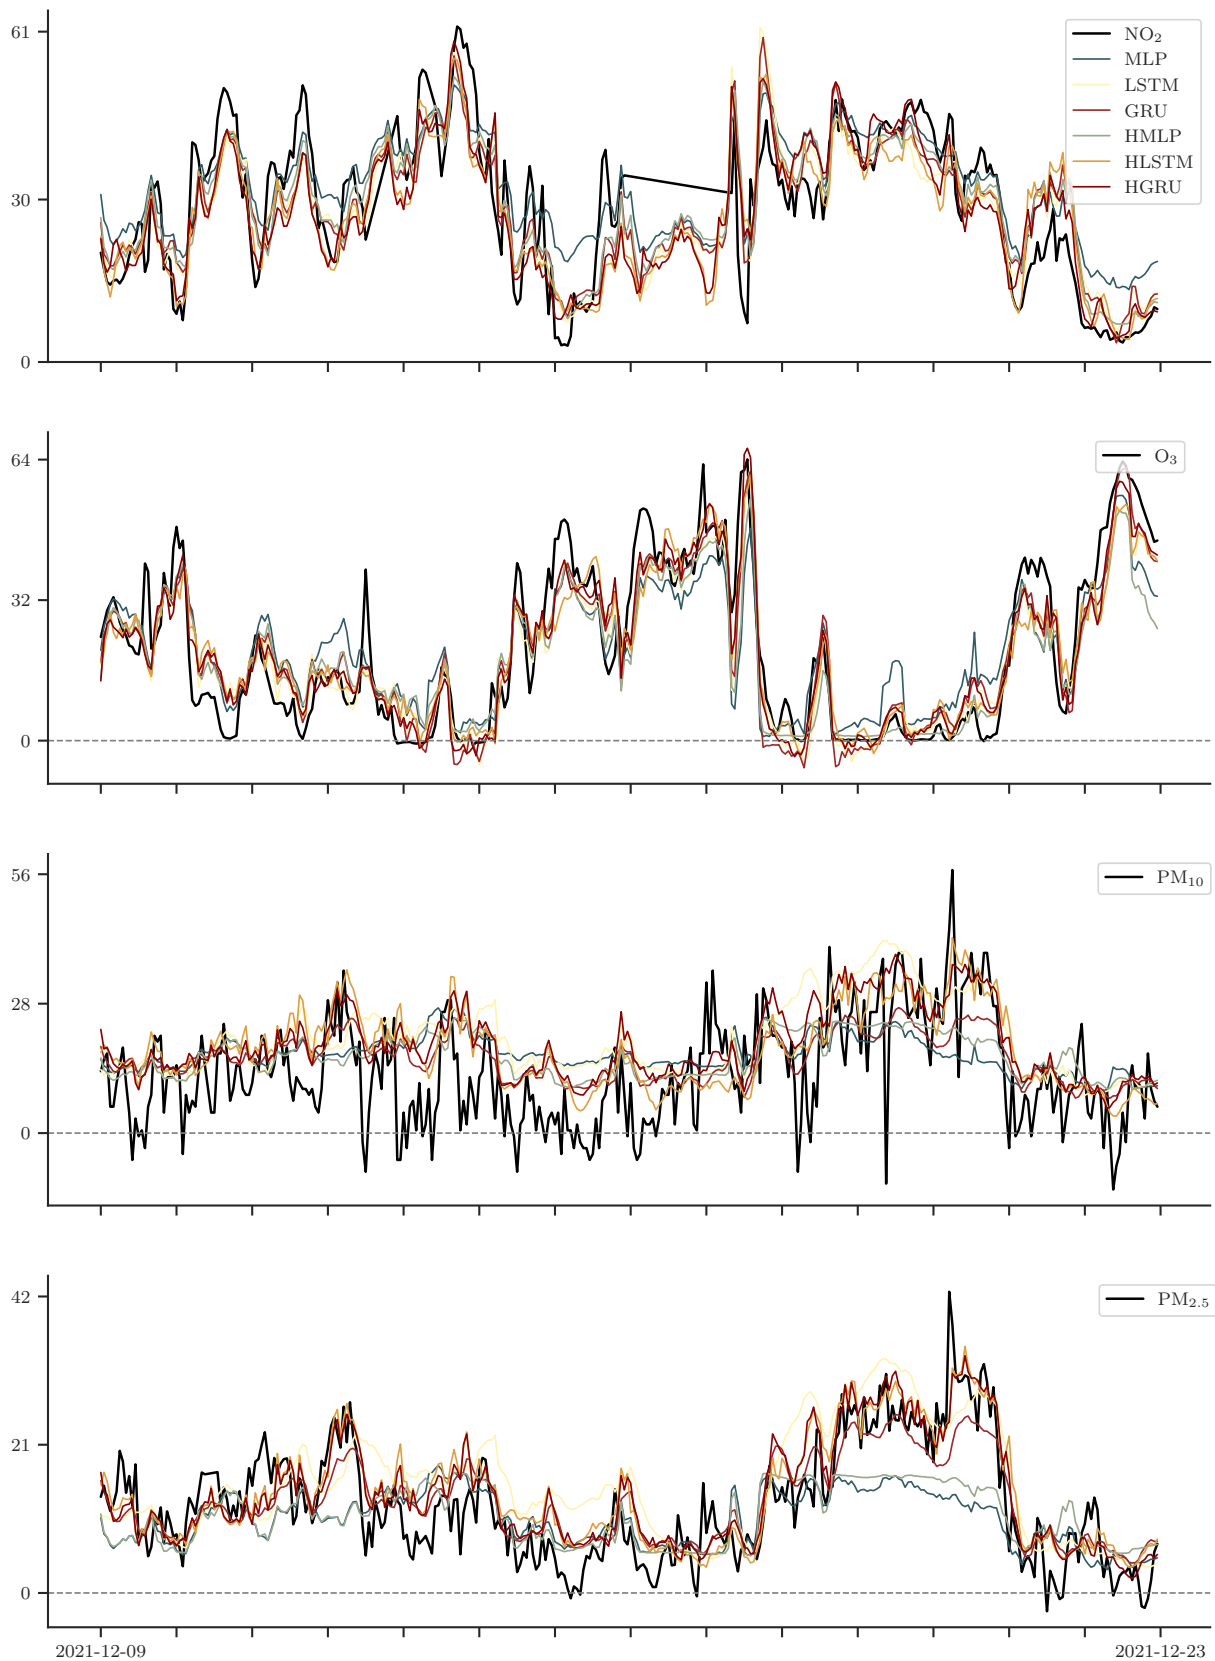 61
30
0
NO₂
MLP
LSTM
GRU
HMLP
HLSTM
HGRU
64
32
0
O₃
56
28
0
PM₁₀
42
21
0
PM₂.₅
2021-12-09
2021-12-23